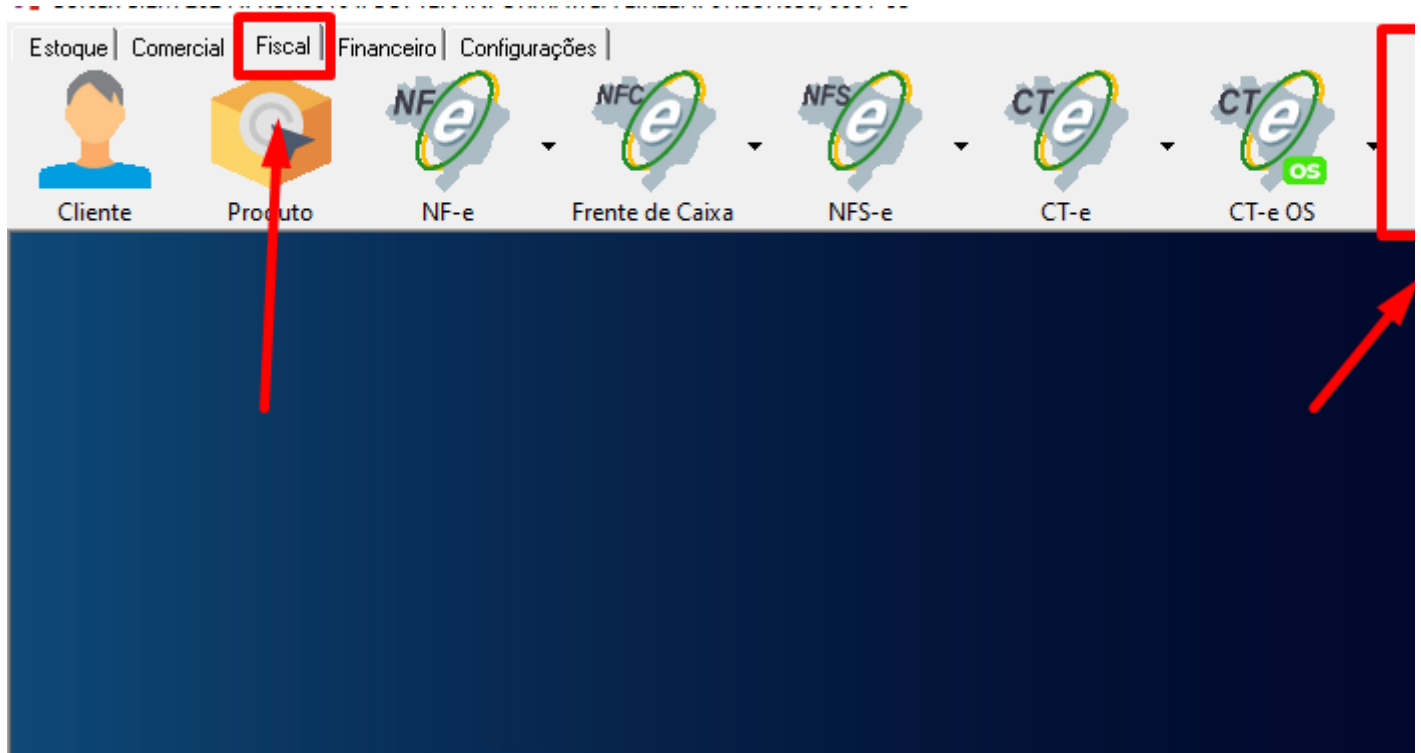 Estoque Comercial Fiscal Financeiro Configurações
NF e NFC e NFS e CT e CT e
OS
Cliente Produto NF-e Frente de Caixa NFS-e CT-e CT-e OS